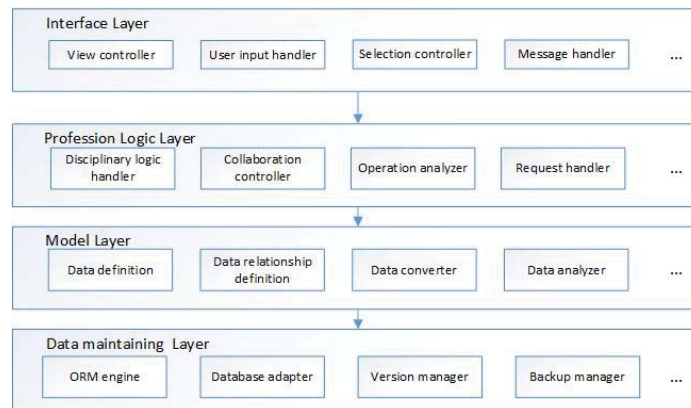 Interface Layer
View controller
User input handler
Selection controller
Message handler
...
Profession Logic Layer
Disciplinary logic
handler
Collaboration
controller
Operation analyzer
Request handler
...
Model Layer
Data definition
Data relationship
definition
Data converter
Data analyzer
...
Data maintaining Layer
ORM engine
Database adapter
Version manager
Backup manager
...